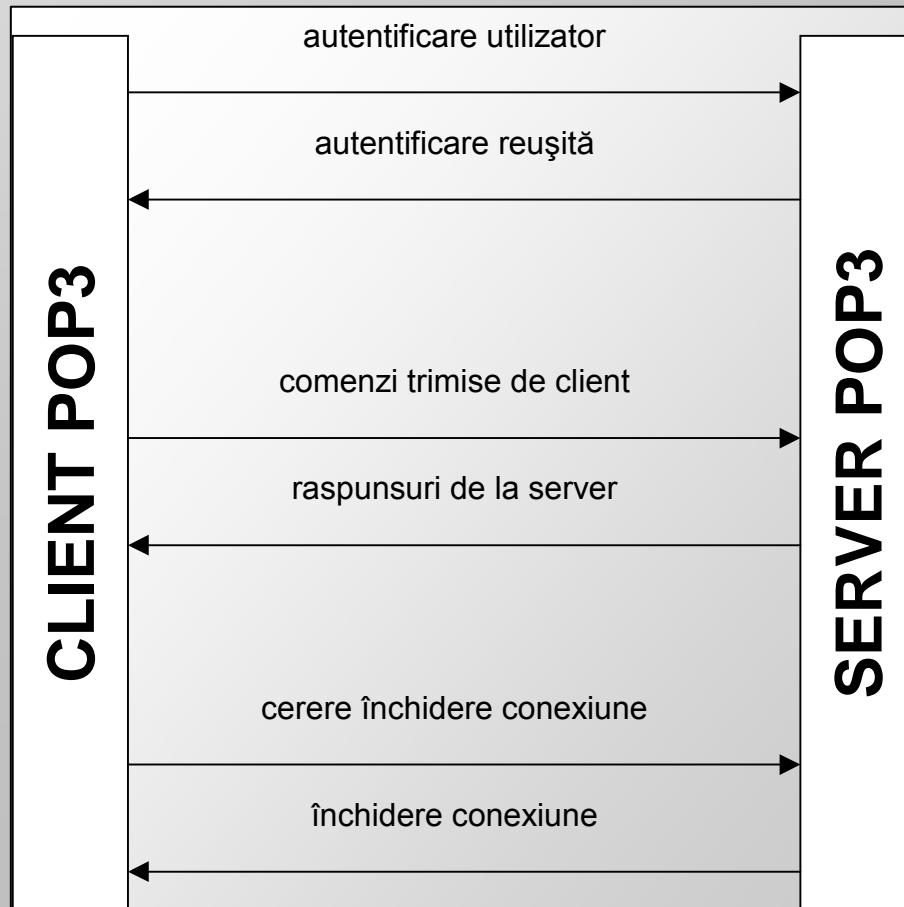 autentificare utilizator
autentificare reuşită
CLIENT POP3
SERVER POP3
comenzi trimise de client
raspunsuri de la server
cerere închidere conexiune
închidere conexiune